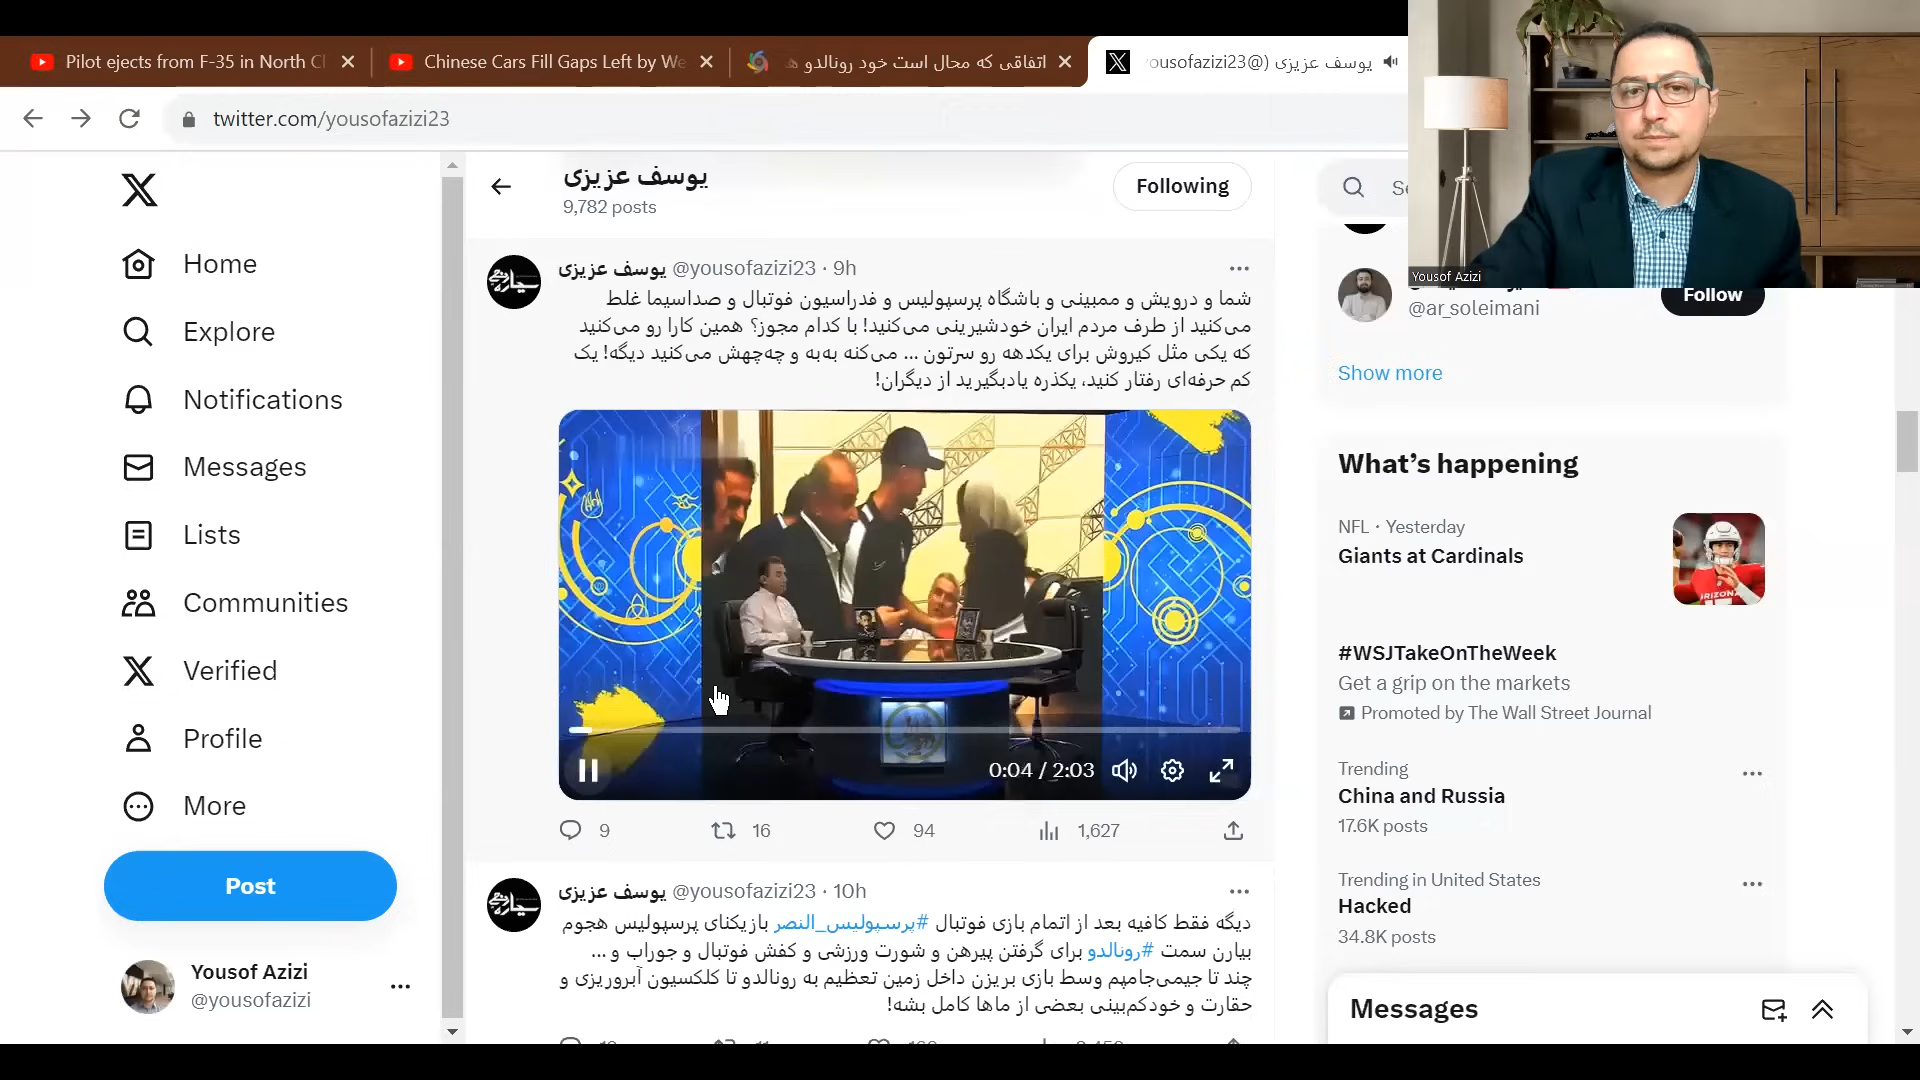 Pilot ejects from F-35 in North C
Chinese Cars Fill Gaps Left by We
اتفاقی که محال است خود رونالدو ه
یوسف عزیزی (@yousofazizi23
twitter.com/yousofazizi23
Home
Explore
Notifications
Messages
Lists
Communities
Verified
Profile
More
Post
Yousof Azizi
@yousofazizi
یوسف عزیزی
9,782 posts
Following
یوسف عزیزی @yousofazizi23 · 9h
شما و درویش و ممبینی و باشگاه پرسپولیس و فدراسیون فوتبال و صداسیما غلط
می‌کنید از طرف مردم ایران خودشیرینی می‌کنید! با کدام مجوز؟ همین کارا رو می‌کنید
که یکی مثل کیروش برای یکدهه رو سرتون ... می‌کنه به‌به و چه‌چهش می‌کنید دیگه! یک
کم حرفه‌ای رفتار کنید، یکذره یادبگیرید از دیگران!
0:04 / 2:03
9
16
94
1,627
یوسف عزیزی @yousofazizi23 · 10h
دیگه فقط کافیه بعد از اتمام بازی فوتبال #پرسپولیس_النصر بازیکنای پرسپولیس هجوم
بیارن سمت #رونالدو برای گرفتن پیرهن و شورت ورزشی و کفش فوتبال و جوراب و ...
چند تا جیمی‌جامپم وسط بازی بریزن داخل زمین تعظیم به رونالدو تا کلکسیون آبروریزی و
حقارت و خودکم‌بینی بعضی از ماها کامل بشه!
Se
Yousof Azizi
@ar_soleimani
Follow
Show more
What’s happening
NFL · Yesterday
Giants at Cardinals
#WSJTakeOnTheWeek
Get a grip on the markets
Promoted by The Wall Street Journal
Trending
China and Russia
17.6K posts
Trending in United States
Hacked
34.8K posts
Messages